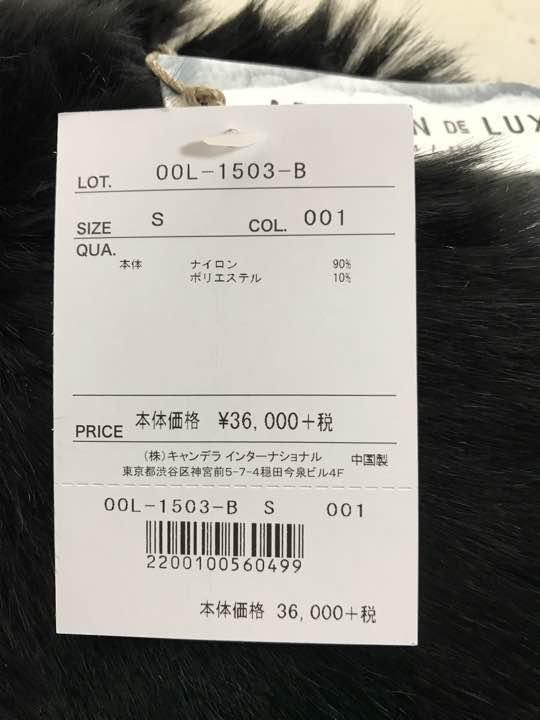 DE LUX
LOT. 00L-1503-B
SIZE S COL. 001
QUA.
本体 ナイロン 90%
ポリエステル 10%
PRICE 本体価格 ¥36,000+税
(株)キャンデラ インターナショナル 中国製
東京都渋谷区神宮前5-7-4穏田今泉ビル4F
00L-1503-B S 001
2200100560499
本体価格 36,000+税